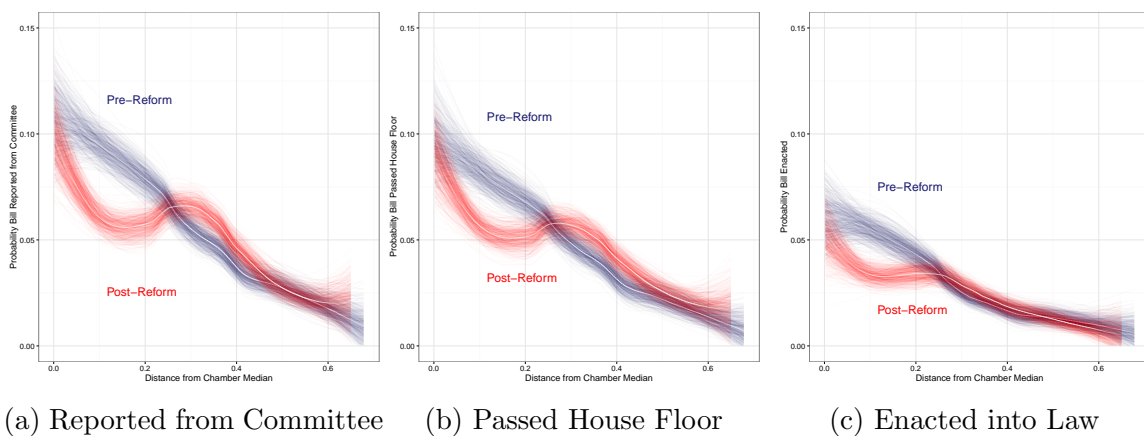 0.15
0.10
0.05
0.00
Probability Bill Reported from Committee
Pre−Reform
Post−Reform
0.0 0.2 0.4 0.6
Distance from Chamber Median
(a) Reported from Committee
0.15
0.10
0.05
0.00
Probability Bill Passed House Floor
Pre−Reform
Post−Reform
0.0 0.2 0.4 0.6
Distance from Chamber Median
(b) Passed House Floor
0.15
0.10
0.05
0.00
Probability Bill Enacted
Pre−Reform
Post−Reform
0.0 0.2 0.4 0.6
Distance from Chamber Median
(c) Enacted into Law